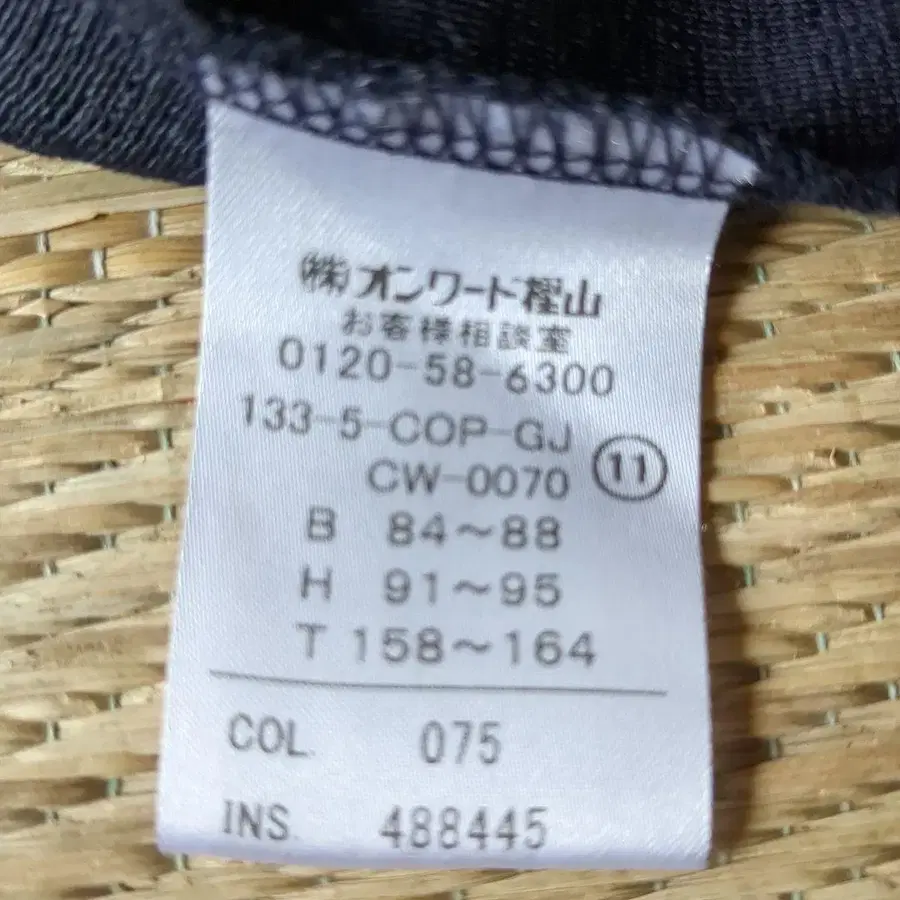 ㈱オンワード樫山
お客様相談室
0120-58-6300
133-5-COP-GJ
CW-0070 ⑪
B 84～88
H 91～95
T 158～164
COL. 075
INS. 488445